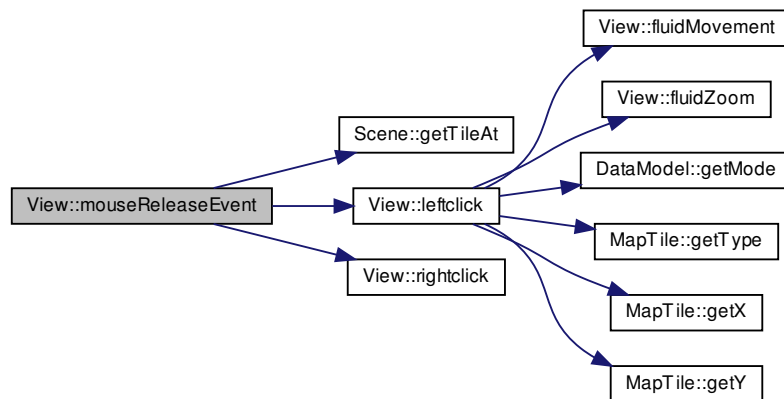 View::mouseReleaseEvent
Scene::getTileAt
View::leftclick
View::rightclick
View::fluidMovement
View::fluidZoom
DataModel::getMode
MapTile::getType
MapTile::getX
MapTile::getY